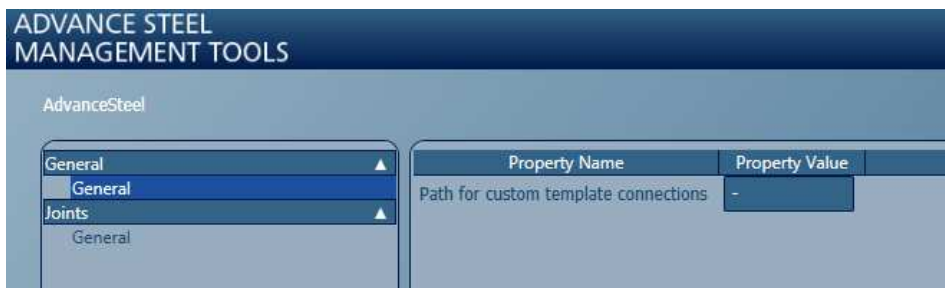 ADVANCE STEEL
MANAGEMENT TOOLS
AdvanceSteel
General
General
Joints
General
Property Name Property Value
Path for custom template connections -